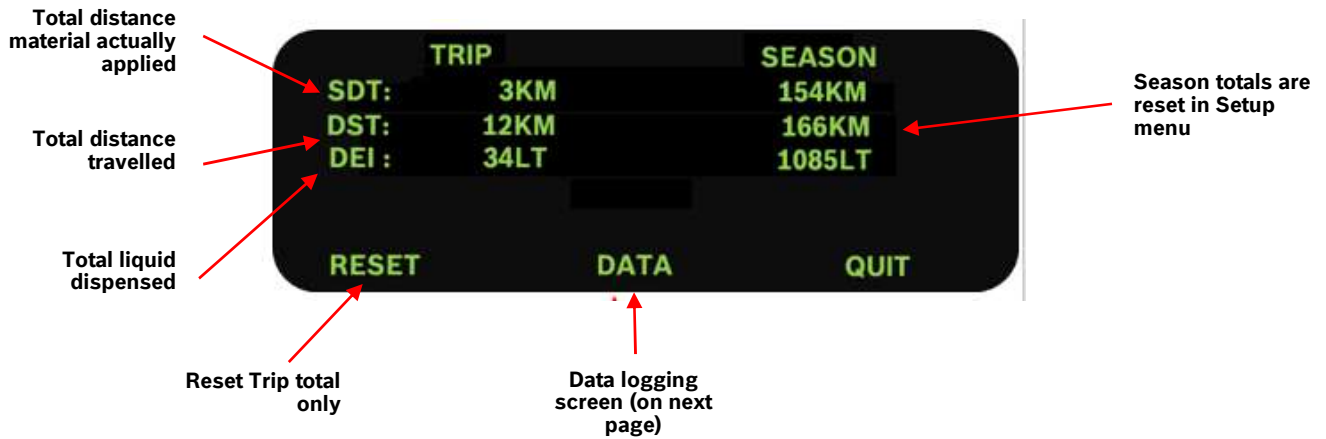 Total distance
material actually
applied
Total distance
travelled
Total liquid
dispensed
TRIP SEASON
SDT: 3KM 154KM
DST: 12KM 166KM
DEI : 34LT 1085LT
RESET DATA QUIT
Season totals are
reset in Setup
menu
Reset Trip total
only
Data logging
screen (on next
page)